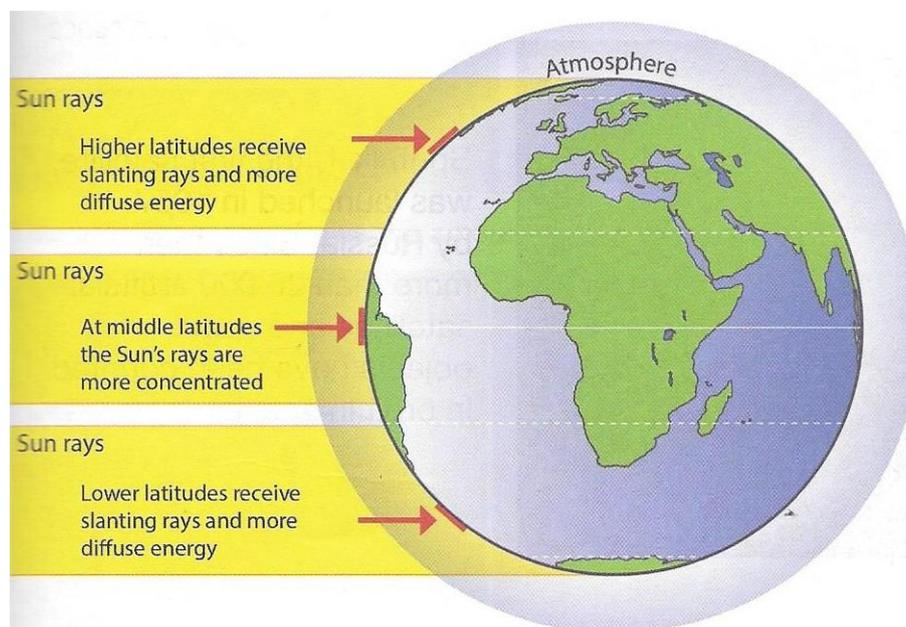 Atmosphere
Sun rays
Higher latitudes receive
slanting rays and more
diffuse energy
Sun rays
At middle latitudes
the Sun's rays are
more concentrated
Sun rays
Lower latitudes receive
slanting rays and more
diffuse energy